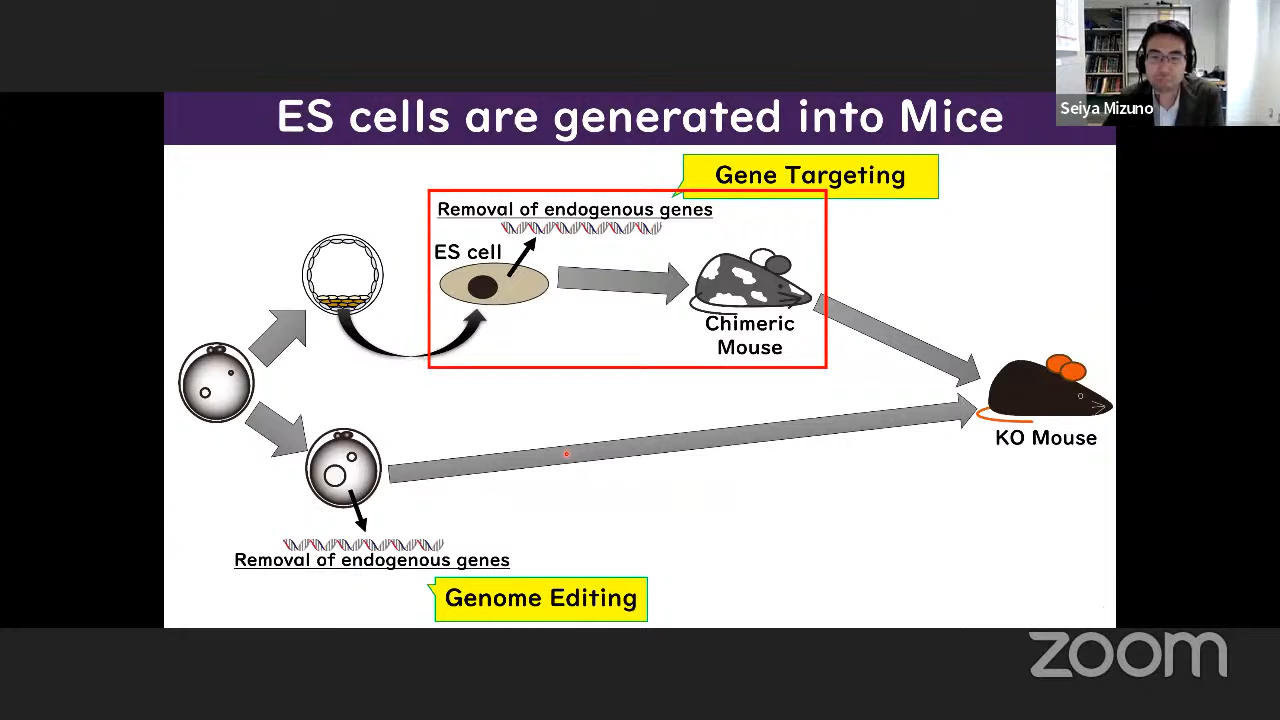 Seiya Mizuno
ES cells are generated into Mice
Gene Targeting
Removal of endogenous genes
ES cell
Chimeric
Mouse
KO Mouse
Removal of endogenous genes
Genome Editing
zoom